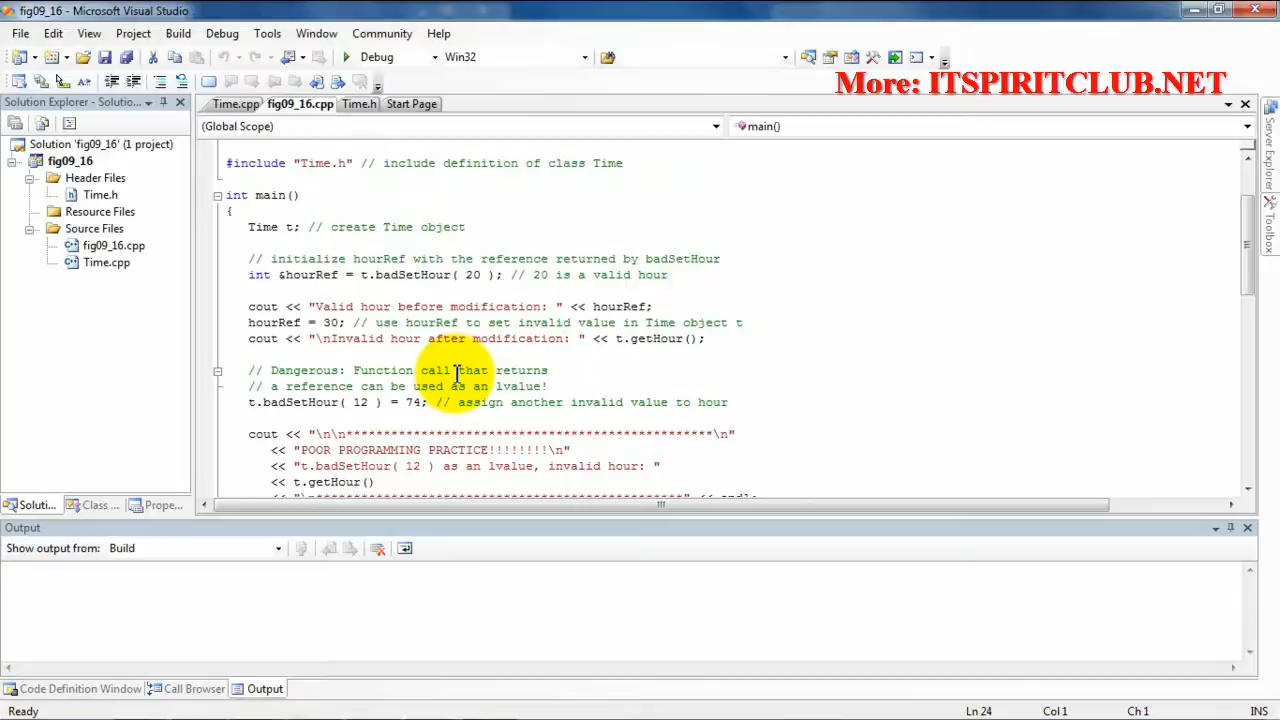 fig09_16 - Microsoft Visual Studio
File Edit View Project Build Debug Tools Window Community Help
Debug Win32
More: ITSPIRITCLUB.NET
Solution Explorer - Solutio...
Time.cpp fig09_16.cpp Time.h Start Page
(Global Scope) main()
Solution 'fig09_16' (1 project)
fig09_16
Header Files
Time.h
Resource Files
Source Files
fig09_16.cpp
Time.cpp
#include "Time.h" // include definition of class Time
int main()
{
Time t; // create Time object
// initialize hourRef with the reference returned by badSetHour
int &hourRef = t.badSetHour( 20 ); // 20 is a valid hour
cout << "Valid hour before modification: " << hourRef;
hourRef = 30; // use hourRef to set invalid value in Time object t
cout << "\nInvalid hour after modification: " << t.getHour();
// Dangerous: Function call that returns
// a reference can be used as an lvalue!
t.badSetHour( 12 ) = 74; // assign another invalid value to hour
cout << "\n\n*************************************************\n"
<< "POOR PROGRAMMING PRACTICE!!!!!!!!\n"
<< "t.badSetHour( 12 ) as an lvalue, invalid hour: "
<< t.getHour()
Server Explorer
Toolbox
Soluti... Class ... Prope...
Output
Show output from: Build
Code Definition Window Call Browser Output
Ready Ln 24 Col 1 Ch 1 INS